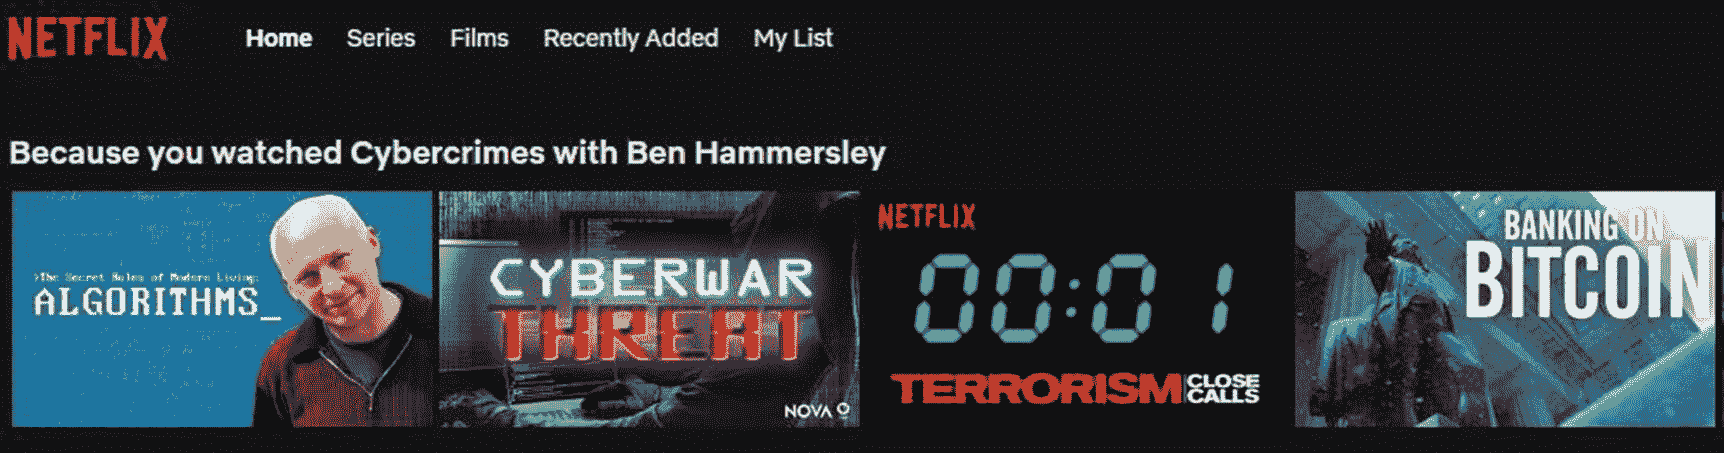 NETFLIX Home Series Films Recently Added My List
Because you watched Cybercrimes with Ben Hammersley
>The Secret Rules of Modern Living:
ALGORITHMS_
CYBERWAR
THREAT
NOVA
NETFLIX
00:01
TERRORISM CLOSE CALLS
BANKING ON
BITCOIN